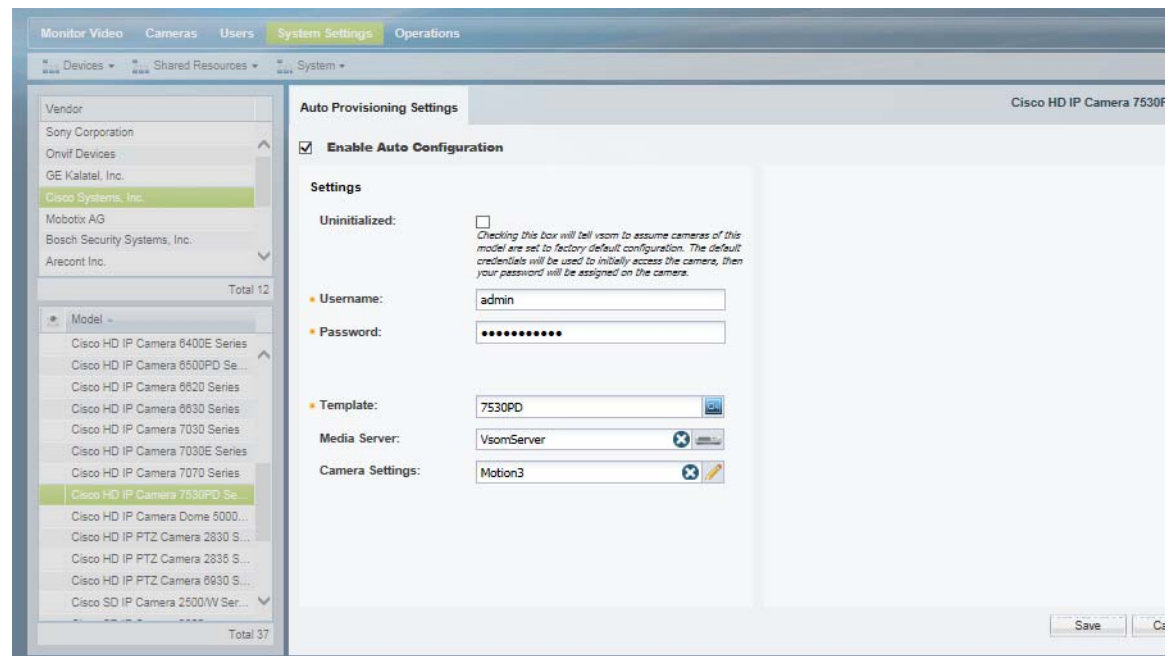 Monitor Video Cameras Users System Settings Operations
Devices Shared Resources System
Vendor
Sony Corporation
Onvif Devices
GE Kalatel, Inc.
Cisco Systems, Inc.
Mobotix AG
Bosch Security Systems, Inc.
Arecont Inc.
Total 12
Model
Cisco HD IP Camera 6400E Series
Cisco HD IP Camera 6500PD Se...
Cisco HD IP Camera 6620 Series
Cisco HD IP Camera 6630 Series
Cisco HD IP Camera 7030 Series
Cisco HD IP Camera 7030E Series
Cisco HD IP Camera 7070 Series
Cisco HD IP Camera 7530PD Se...
Cisco HD IP Camera Dome 5000...
Cisco HD IP PTZ Camera 2830 S...
Cisco HD IP PTZ Camera 2835 S...
Cisco HD IP PTZ Camera 6930 S...
Cisco SD IP Camera 2500/W Ser...
Total 37
Auto Provisioning Settings
Cisco HD IP Camera 7530P
Enable Auto Configuration
Settings
Uninitialized:
Checking this box will tell vsom to assume cameras of this
model are set to factory default configuration. The default
credentials will be used to initially access the camera, then
your password will be assigned on the camera.
Username: admin
Password: •••••••••••
Template: 7530PD
Media Server: VsomServer
Camera Settings: Motion3
Save Ca